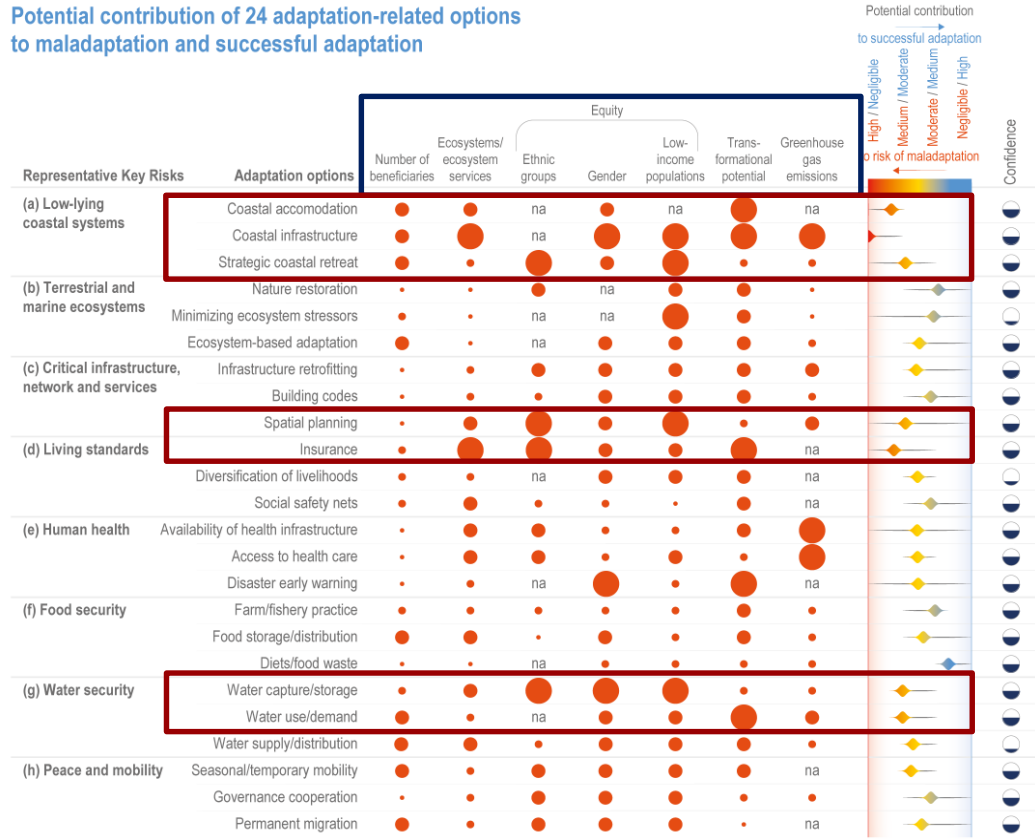 Potential contribution of 24 adaptation-related options
to maladaptation and successful adaptation
Potential contribution
to successful adaptation
High / Negligible
Medium / Moderate
Moderate / Medium
Negligible / High
o risk of maladaptation
Confidence
Equity
Number of
beneficiaries
Ecosystems/
ecosystem
services
Ethnic
groups
Gender
Low-
income
populations
Trans-
formational
potential
Greenhouse
gas
emissions
Representative Key Risks
Adaptation options
(a) Low-lying
coastal systems
Coastal accomodation na na na
Coastal infrastructure na
Strategic coastal retreat
(b) Terrestrial and
marine ecosystems
Nature restoration na
Minimizing ecosystem stressors na na
Ecosystem-based adaptation na
(c) Critical infrastructure,
network and services
Infrastructure retrofitting
Building codes
Spatial planning
(d) Living standards
Insurance na
Diversification of livelihoods na na
Social safety nets na
(e) Human health
Availability of health infrastructure
Access to health care
Disaster early warning na na
(f) Food security
Farm/fishery practice
Food storage/distribution
Diets/food waste na
(g) Water security
Water capture/storage
Water use/demand na
Water supply/distribution
(h) Peace and mobility
Seasonal/temporary mobility na
Governance cooperation
Permanent migration na